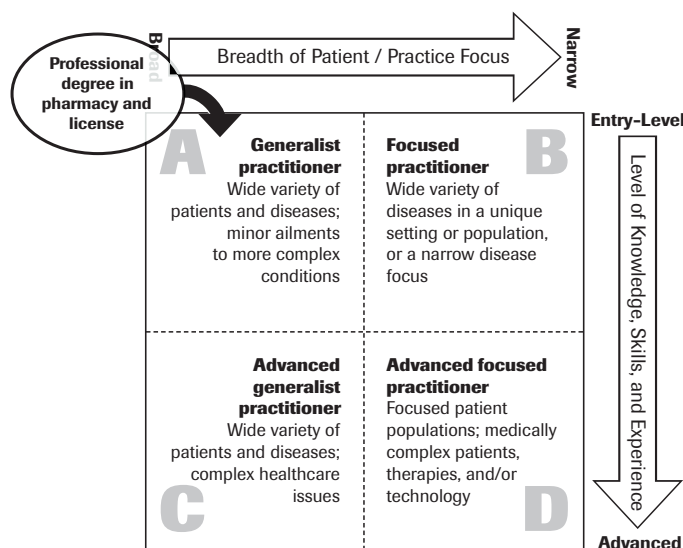 Broad
Breadth of Patient / Practice Focus
Narrow
Professional
degree in
pharmacy and
license
Entry-Level
A
Generalist
practitioner
Wide variety of
patients and diseases;
minor ailments
to more complex
conditions
Focused
practitioner
Wide variety of
diseases in a unique
setting or population,
or a narrow disease
focus
B
Level of Knowledge, Skills, and Experience
Advanced
generalist
practitioner
Wide variety of
patients and diseases;
complex healthcare
issues
C
Advanced focused
practitioner
Focused patient
populations; medically
complex patients,
therapies, and/or
technology
D
Advanced